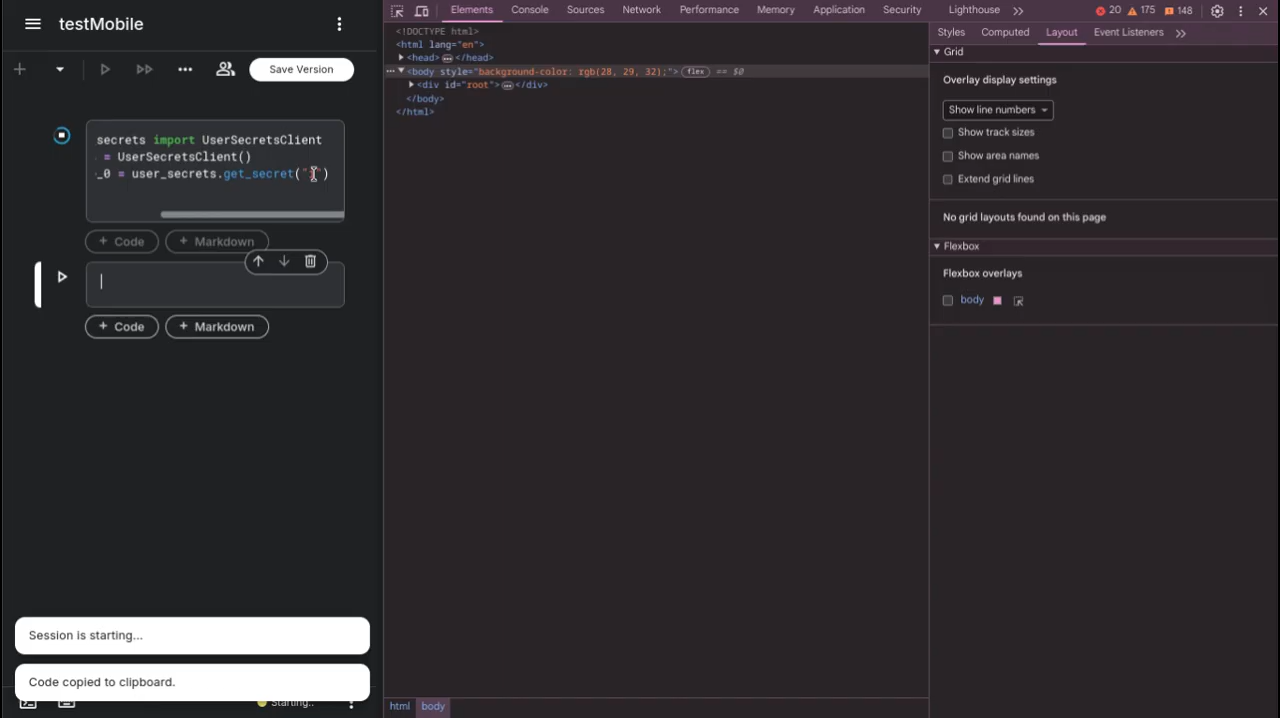 testMobile
Save Version
secrets import UserSecretsClient
= UserSecretsClient()
_0 = user_secrets.get_secret(" ")
+ Code + Markdown
+ Code + Markdown
Session is starting...
Code copied to clipboard.
Starting..
Elements Console Sources Network Performance Memory Application Security Lighthouse 20 175 148
<!DOCTYPE html>
<html lang="en">
<head> … </head>
<body style="background-color: rgb(28, 29, 32);"> flex == $0
<div id="root"> … </div>
</body>
</html>
html body
Styles Computed Layout Event Listeners
Grid
Overlay display settings
Show line numbers
Show track sizes
Show area names
Extend grid lines
No grid layouts found on this page
Flexbox
Flexbox overlays
body